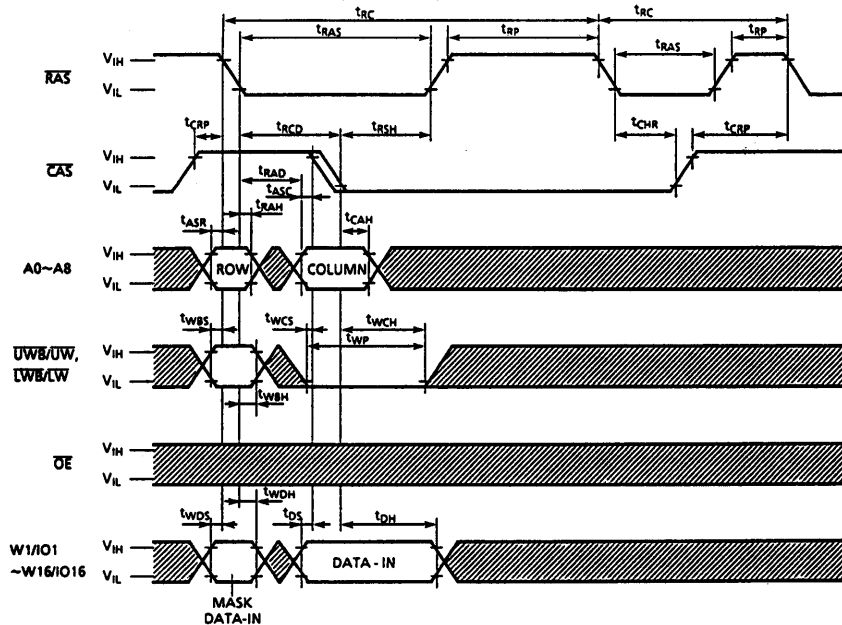 tRC tRC
tRAS tRP tRAS tRP
RAS VIH
VIL
tCRP tRCD tRSH tCHR tCRP
CAS VIH
VIL
tRAD
tASC
tRAH
tASR tCAH
A0~A8 VIH
VIL
ROW COLUMN
tWBS tWCS tWCH
tWP
UWB/UW, VIH
LWB/LW VIL
tWBH
OE VIH
VIL
tWDH
tWDS tDS tDH
W1/IO1 VIH
~W16/IO16 VIL
DATA - IN
MASK
DATA-IN